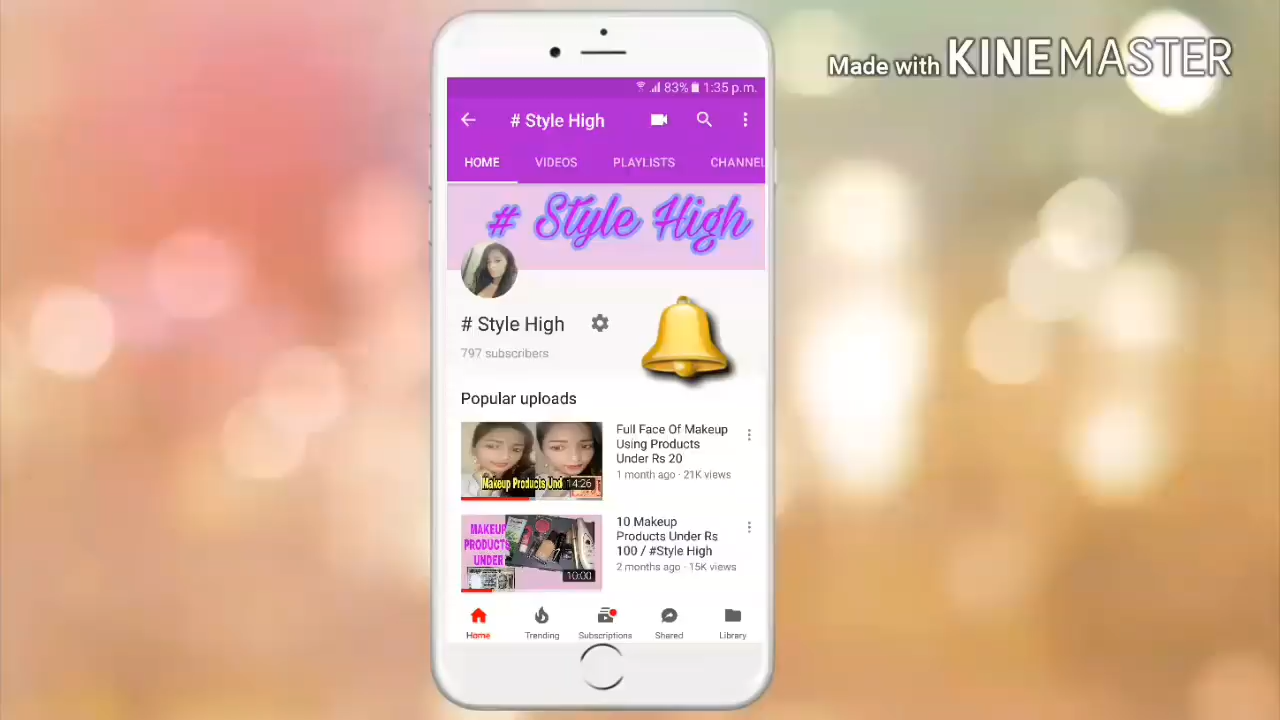 Made with KINEMASTER
83% 1:35 p.m.
# Style High
HOME VIDEOS PLAYLISTS CHANNEL
# Style High
# Style High
797 subscribers
Popular uploads
Full Face Of Makeup
Using Products
Under Rs 20
1 month ago · 21K views
Makeup Products Und 14:26
10 Makeup
Products Under Rs
100 / #Style High
2 months ago · 15K views
MAKEUP
PRODUCTS
UNDER
10:00
Home Trending Subscriptions Shared Library